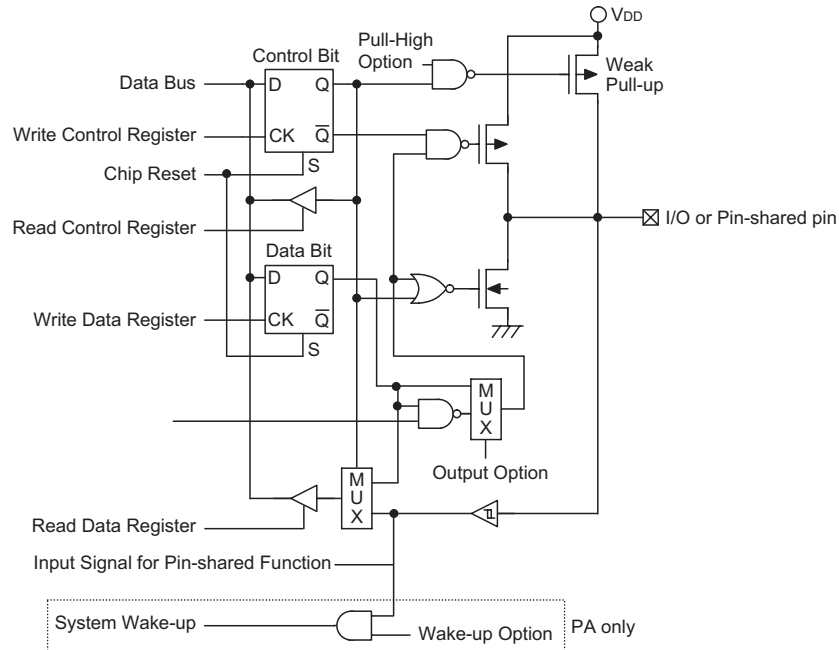 VDD
Control Bit
Pull-High
Option
Weak
Pull-up
Data Bus
D
Q
Write Control Register
CK
Q
S
Chip Reset
I/O or Pin-shared pin
Read Control Register
Data Bit
D
Q
Write Data Register
CK
Q
S
M
U
X
Output Option
M
U
X
Read Data Register
Input Signal for Pin-shared Function
System Wake-up
Wake-up Option
PA only